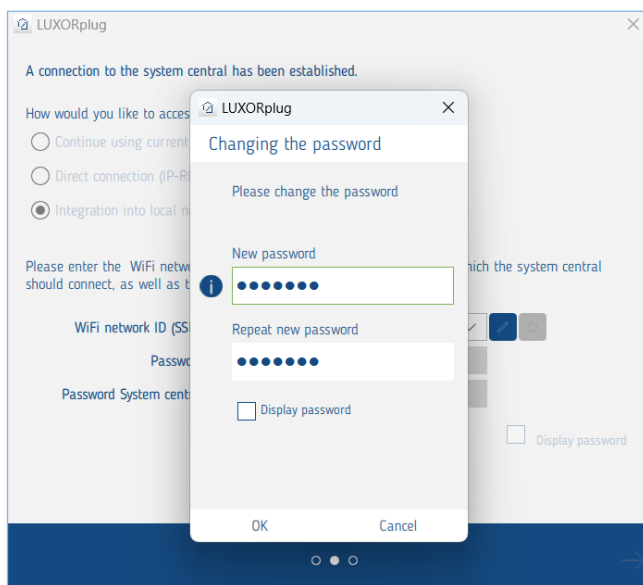 LUXORplug
A connection to the system central has been established.
How would you like to acces
Continue using current
Direct connection (IP-R
Integration into local n
Please enter the WiFi netw
hich the system central
should connect, as well as t
WiFi network ID (SS
Passwo
Password System cent
Display password
LUXORplug
Changing the password
Please change the password
New password
●●●●●●●
Repeat new password
●●●●●●●
Display password
OK Cancel